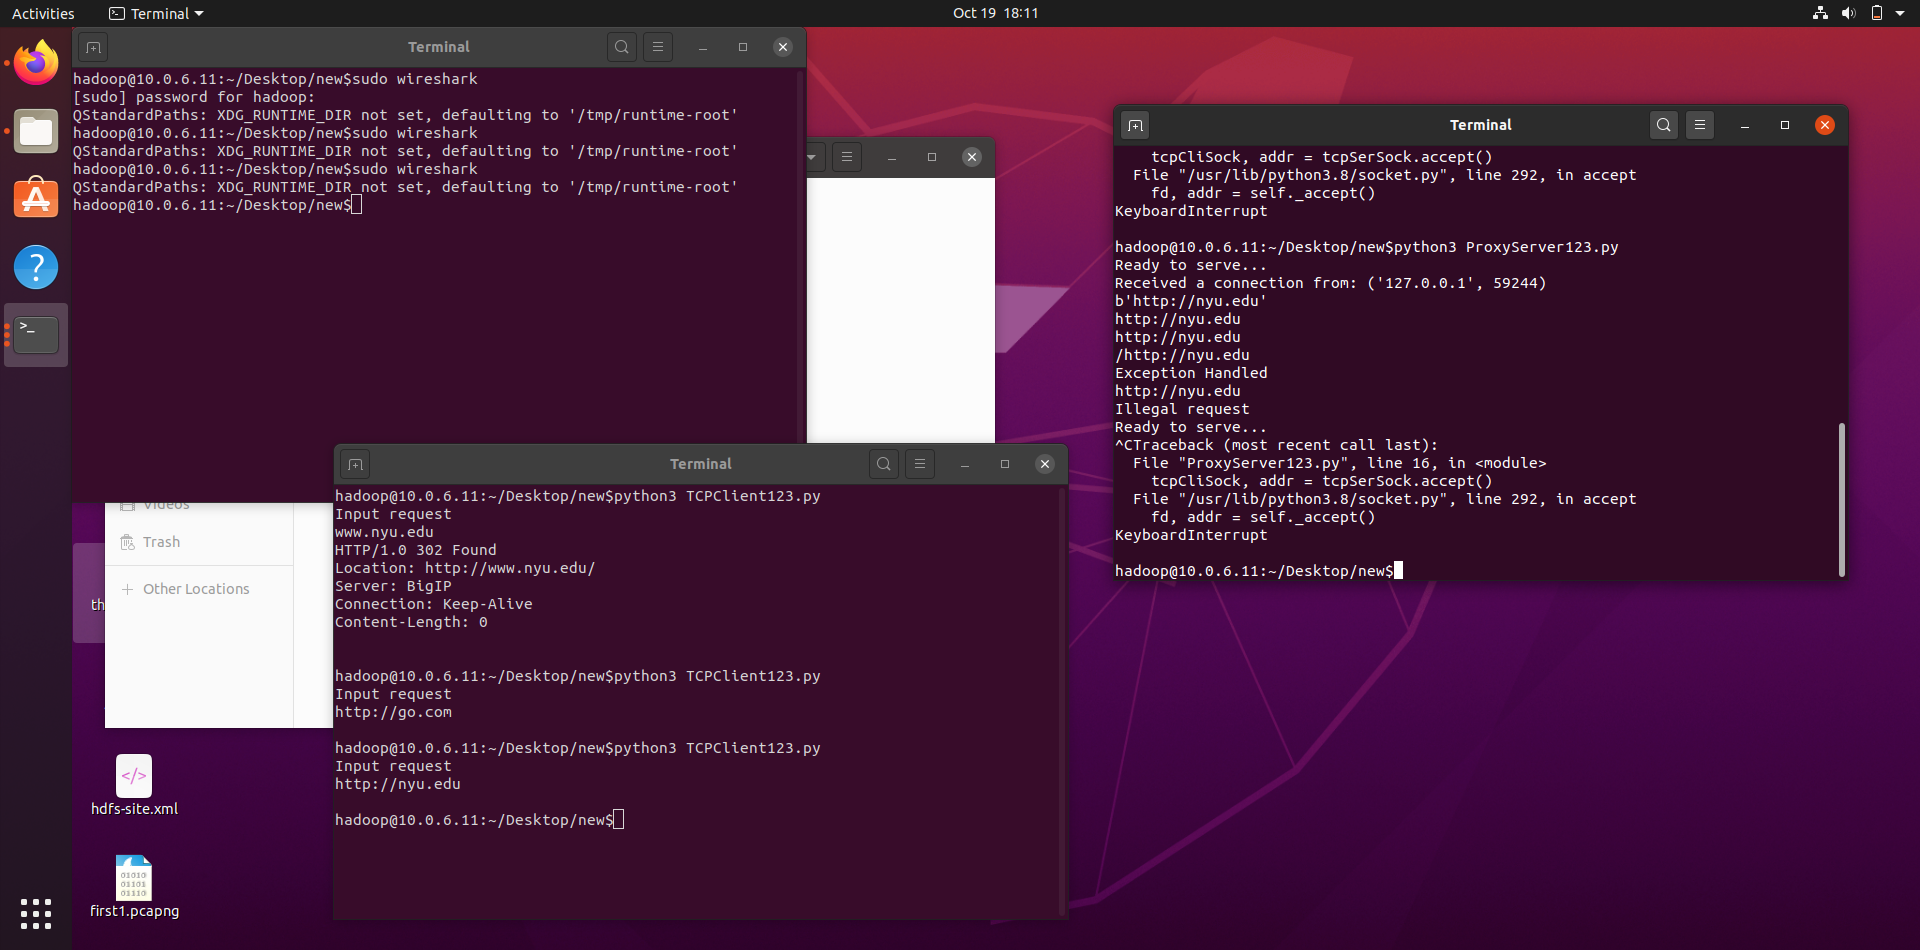 Activities
Terminal
Oct 19 18:11
Terminal
hadoop@10.0.6.11:~/Desktop/new$sudo wireshark
[sudo] password for hadoop:
QStandardPaths: XDG_RUNTIME_DIR not set, defaulting to '/tmp/runtime-root'
hadoop@10.0.6.11:~/Desktop/new$sudo wireshark
QStandardPaths: XDG_RUNTIME_DIR not set, defaulting to '/tmp/runtime-root'
hadoop@10.0.6.11:~/Desktop/new$sudo wireshark
QStandardPaths: XDG_RUNTIME_DIR not set, defaulting to '/tmp/runtime-root'
hadoop@10.0.6.11:~/Desktop/new$
Terminal
tcpCliSock, addr = tcpSerSock.accept()
File "/usr/lib/python3.8/socket.py", line 292, in accept
fd, addr = self._accept()
KeyboardInterrupt
hadoop@10.0.6.11:~/Desktop/new$python3 ProxyServer123.py
Ready to serve...
Received a connection from: ('127.0.0.1', 59244)
b'http://nyu.edu'
http://nyu.edu
http://nyu.edu
/http://nyu.edu
Exception Handled
http://nyu.edu
Illegal request
Ready to serve...
^CTraceback (most recent call last):
File "ProxyServer123.py", line 16, in <module>
tcpCliSock, addr = tcpSerSock.accept()
File "/usr/lib/python3.8/socket.py", line 292, in accept
fd, addr = self._accept()
KeyboardInterrupt
hadoop@10.0.6.11:~/Desktop/new$
Terminal
hadoop@10.0.6.11:~/Desktop/new$python3 TCPClient123.py
Input request
www.nyu.edu
HTTP/1.0 302 Found
Location: http://www.nyu.edu/
Server: BigIP
Connection: Keep-Alive
Content-Length: 0
hadoop@10.0.6.11:~/Desktop/new$python3 TCPClient123.py
Input request
http://go.com
hadoop@10.0.6.11:~/Desktop/new$python3 TCPClient123.py
Input request
http://nyu.edu
hadoop@10.0.6.11:~/Desktop/new$
Videos
Trash
Other Locations
th
hdfs-site.xml
01010
01101
01110
first1.pcapng